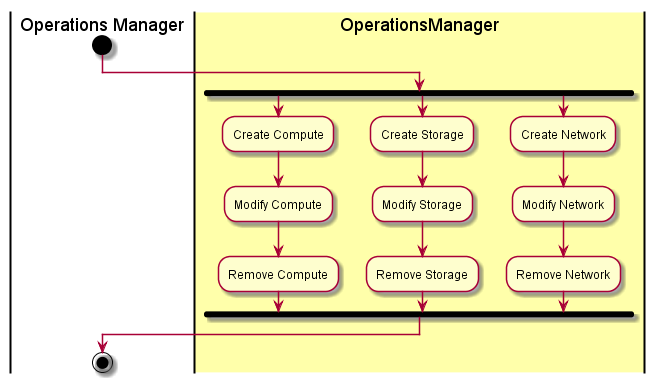 Operations Manager
OperationsManager
Create Compute
Create Storage
Create Network
Modify Compute
Modify Storage
Modify Network
Remove Compute
Remove Storage
Remove Network